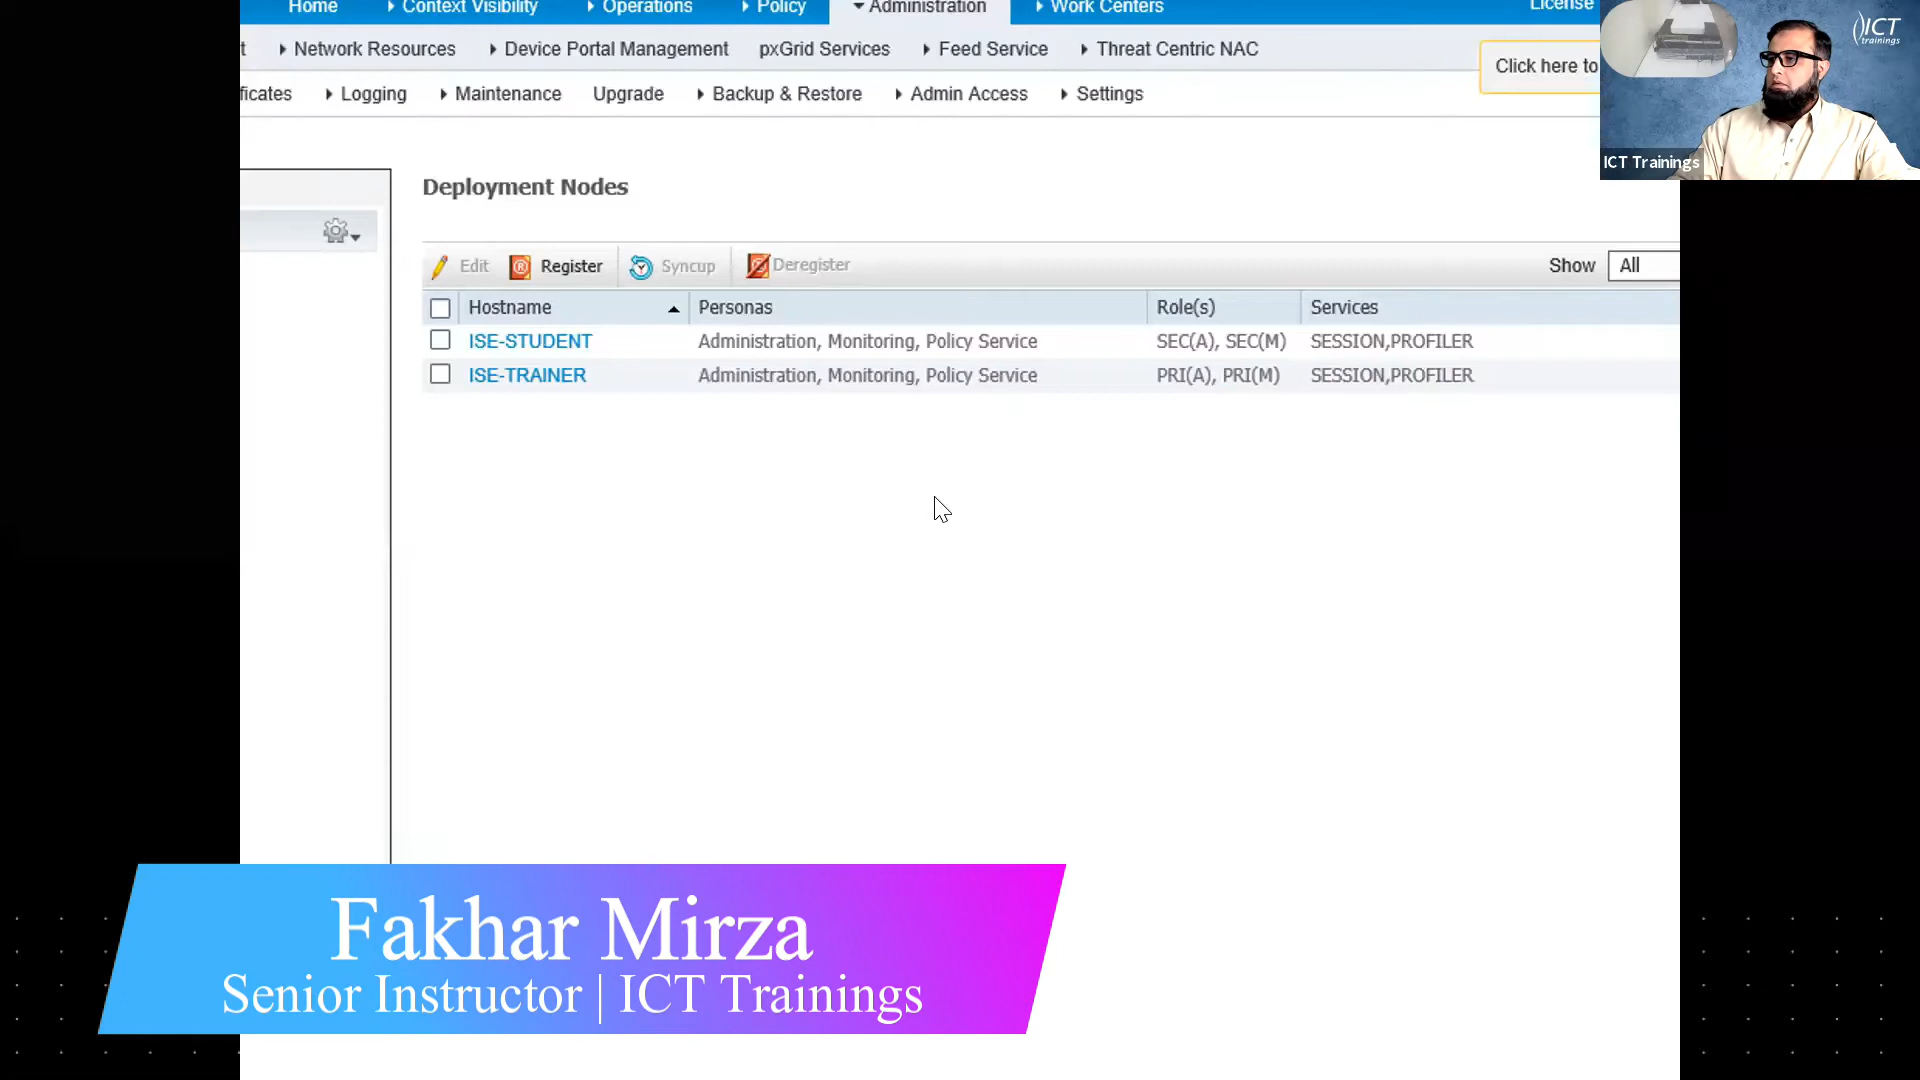 Home Context Visibility Operations Policy Administration Work Centers License
t Network Resources Device Portal Management pxGrid Services Feed Service Threat Centric NAC
Click here to
ficates Logging Maintenance Upgrade Backup & Restore Admin Access Settings
ICT
trainings
ICT Trainings
Deployment Nodes
Edit Register Syncup Deregister Show All
Hostname Personas Role(s) Services
ISE-STUDENT Administration, Monitoring, Policy Service SEC(A), SEC(M) SESSION,PROFILER
ISE-TRAINER Administration, Monitoring, Policy Service PRI(A), PRI(M) SESSION,PROFILER
Fakhar Mirza
Senior Instructor | ICT Trainings